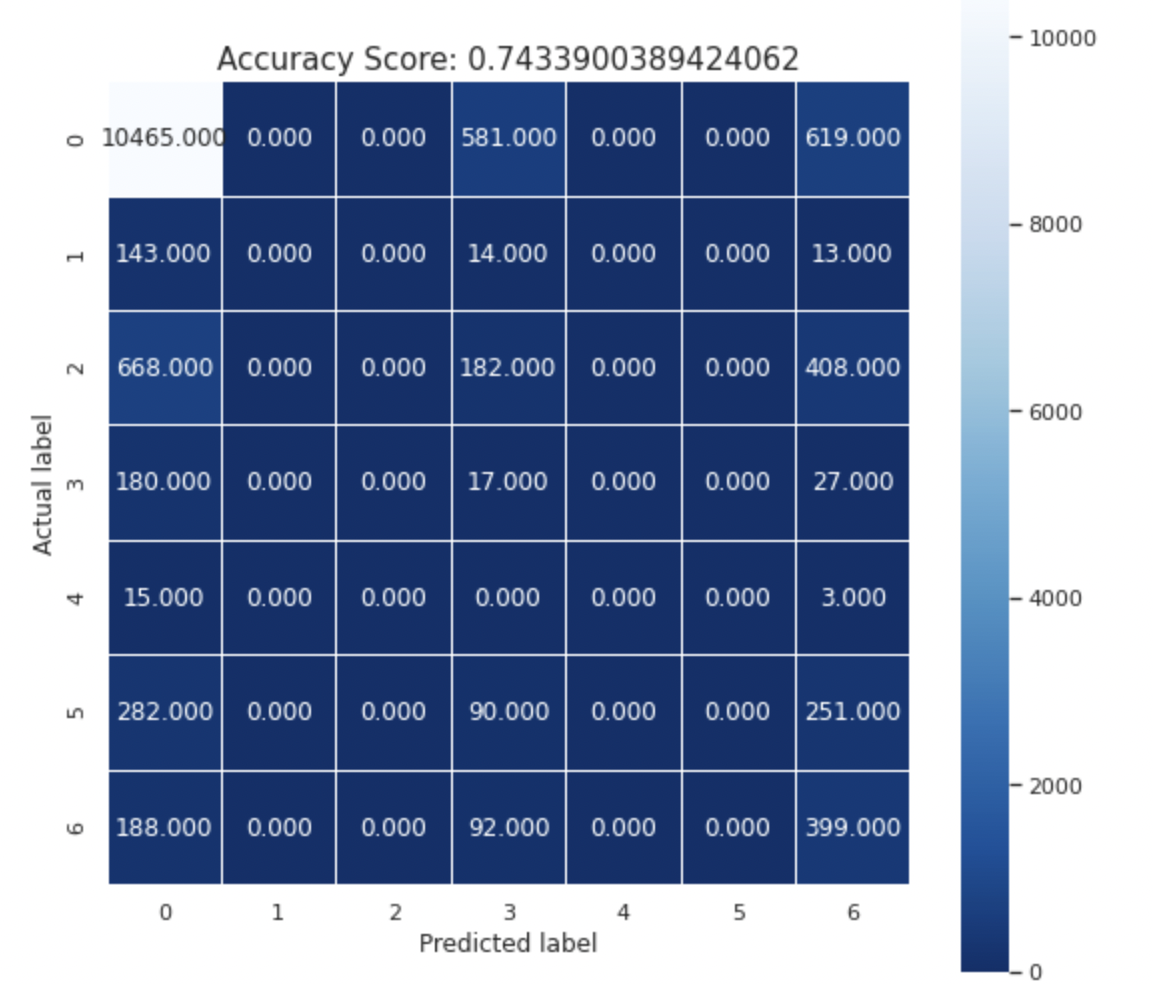 Accuracy Score: 0.7433900389424062
0 10465.000 0.000 0.000 581.000 0.000 0.000 619.000
1 143.000 0.000 0.000 14.000 0.000 0.000 13.000
2 668.000 0.000 0.000 182.000 0.000 0.000 408.000
3 180.000 0.000 0.000 17.000 0.000 0.000 27.000
4 15.000 0.000 0.000 0.000 0.000 0.000 3.000
5 282.000 0.000 0.000 90.000 0.000 0.000 251.000
6 188.000 0.000 0.000 92.000 0.000 0.000 399.000
0 1 2 3 4 5 6
Predicted label
Actual label
10000
8000
6000
4000
2000
0